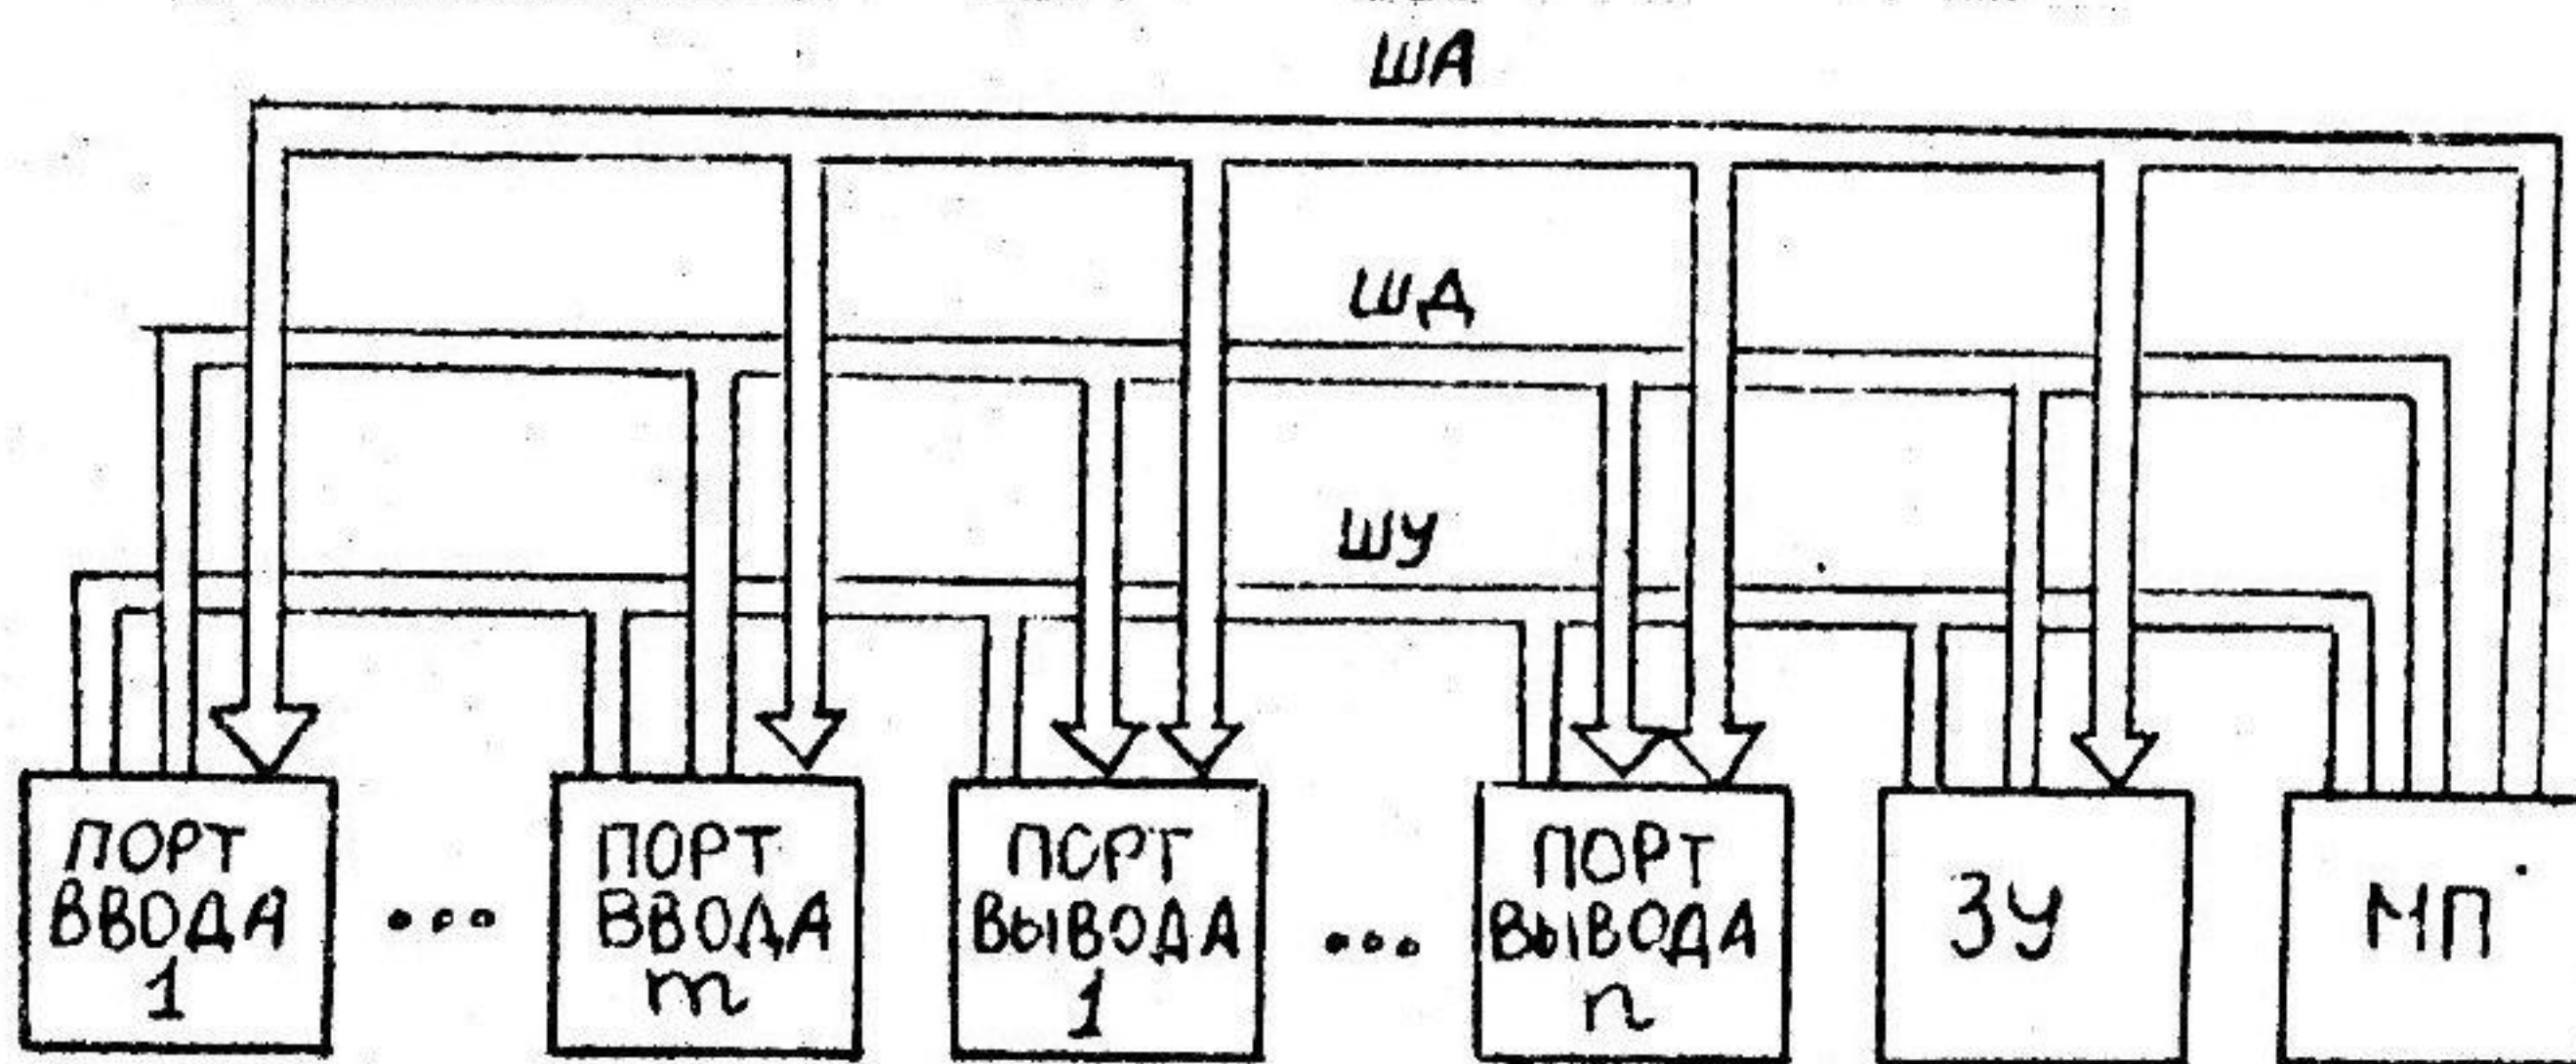 ША
ШД
ШУ
ПОРТ
ВВОДА
1
...
ПОРТ
ВВОДА
m
ПОРТ
ВЫВОДА
1
...
ПОРТ
ВЫВОДА
n
ЗУ
МП